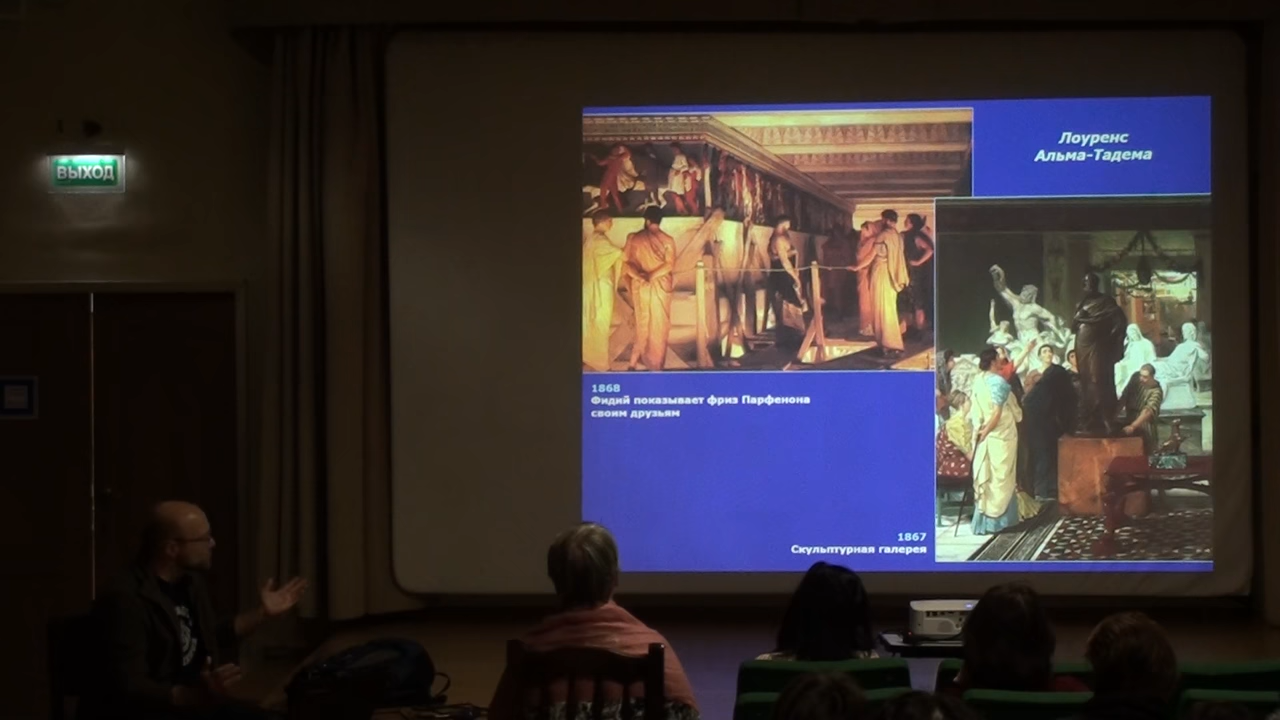 ВЫХОД
Лоуренс
Альма-Тадема
1868
Фидий показывает фриз Парфенона
своим друзьям
1867
Скульптурная галерея